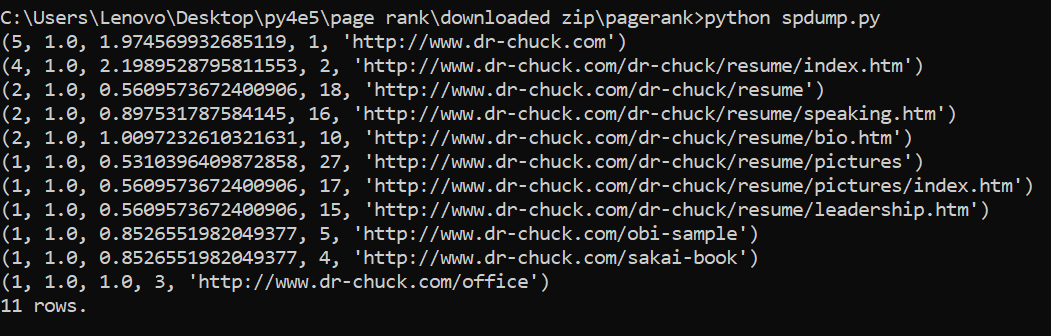 C:\Users\Lenovo\Desktop\py4e5\page rank\downloaded zip\pagerank>python spdump.py
(5, 1.0, 1.974569932685119, 1, 'http://www.dr-chuck.com')
(4, 1.0, 2.1989528795811553, 2, 'http://www.dr-chuck.com/dr-chuck/resume/index.htm')
(2, 1.0, 0.5609573672400906, 18, 'http://www.dr-chuck.com/dr-chuck/resume')
(2, 1.0, 0.897531787584145, 16, 'http://www.dr-chuck.com/dr-chuck/resume/speaking.htm')
(2, 1.0, 1.0097232610321631, 10, 'http://www.dr-chuck.com/dr-chuck/resume/bio.htm')
(1, 1.0, 0.5310396409872858, 27, 'http://www.dr-chuck.com/dr-chuck/resume/pictures')
(1, 1.0, 0.5609573672400906, 17, 'http://www.dr-chuck.com/dr-chuck/resume/pictures/index.htm')
(1, 1.0, 0.5609573672400906, 15, 'http://www.dr-chuck.com/dr-chuck/resume/leadership.htm')
(1, 1.0, 0.8526551982049377, 5, 'http://www.dr-chuck.com/obi-sample')
(1, 1.0, 0.8526551982049377, 4, 'http://www.dr-chuck.com/sakai-book')
(1, 1.0, 1.0, 3, 'http://www.dr-chuck.com/office')
11 rows.